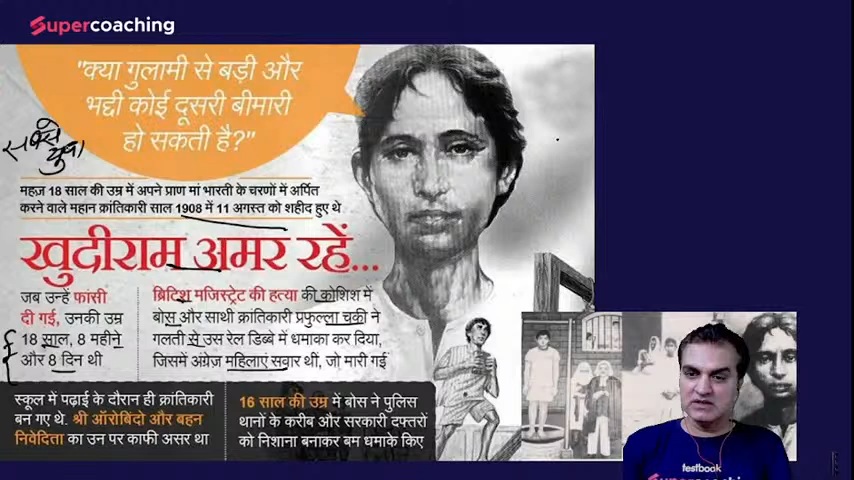 Supercoaching
"क्या गुलामी से बड़ी और
भद्दी कोई दूसरी बीमारी
हो सकती है?"
सबसे
युवा
महज़ 18 साल की उम्र में अपने प्राण मां भारती के चरणों में अर्पित
करने वाले महान क्रांतिकारी साल 1908 में 11 अगस्त को शहीद हुए थे
खुदीराम अमर रहें...
जब उन्हें फांसी
दी गई, उनकी उम्र
18 साल, 8 महीने
और 8 दिन थी
ब्रिटिश मजिस्ट्रेट की हत्या की कोशिश में
बोस और साथी क्रांतिकारी प्रफुल्ला चकी ने
गलती से उस रेल डिब्बे में धमाका कर दिया,
जिसमें अंग्रेज़ महिलाएं सवार थीं, जो मारी गईं
स्कूल में पढ़ाई के दौरान ही क्रांतिकारी
बन गए थे. श्री ऑरोबिंदो और बहन
निवेदिता का उन पर काफी असर था
16 साल की उम्र में बोस ने पुलिस
थानों के करीब और सरकारी दफ्तरों
को निशाना बनाकर बम धमाके किए
testbook
Supercoaching